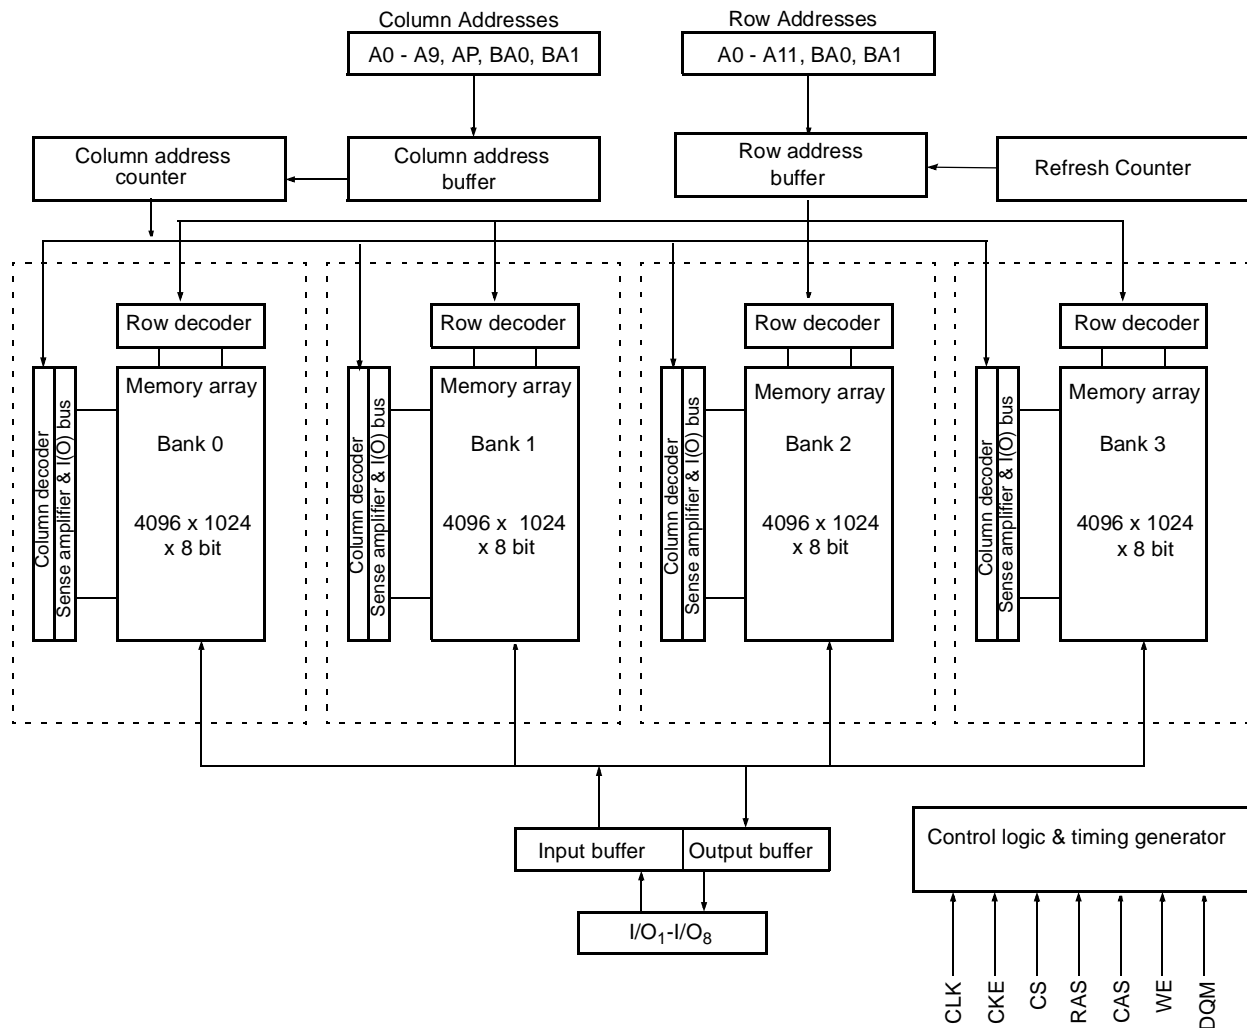 Column Addresses
Row Addresses
A0 - A9, AP, BA0, BA1
A0 - A11, BA0, BA1
Column address
counter
Column address
buffer
Row address
buffer
Refresh Counter
Row decoder
Row decoder
Row decoder
Row decoder
Column decoder
Sense amplifier & I(O) bus
Memory array
Bank 0
4096 x 1024
x 8 bit
Column decoder
Sense amplifier & I(O) bus
Memory array
Bank 1
4096 x 1024
x 8 bit
Column decoder
Sense amplifier & I(O) bus
Memory array
Bank 2
4096 x 1024
x 8 bit
Column decoder
Sense amplifier & I(O) bus
Memory array
Bank 3
4096 x 1024
x 8 bit
Input buffer
Output buffer
I/O1-I/O8
Control logic & timing generator
CLK
CKE
CS
RAS
CAS
WE
DQM